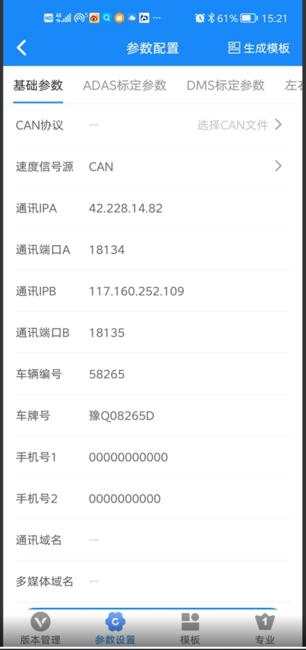 61% 15:21
参数配置 生成模板
基础参数 ADAS标定参数 DMS标定参数
CAN协议 -- 选择CAN文件
速度信号源 CAN
通讯IPA 42.228.14.82
通讯端口A 18134
通讯IPB 117.160.252.109
通讯端口B 18135
车辆编号 58265
车牌号 豫Q08265D
手机号1 00000000000
手机号2 0000000000
通讯域名 --
多媒体域名 --
版本管理 参数设置 模板 专业